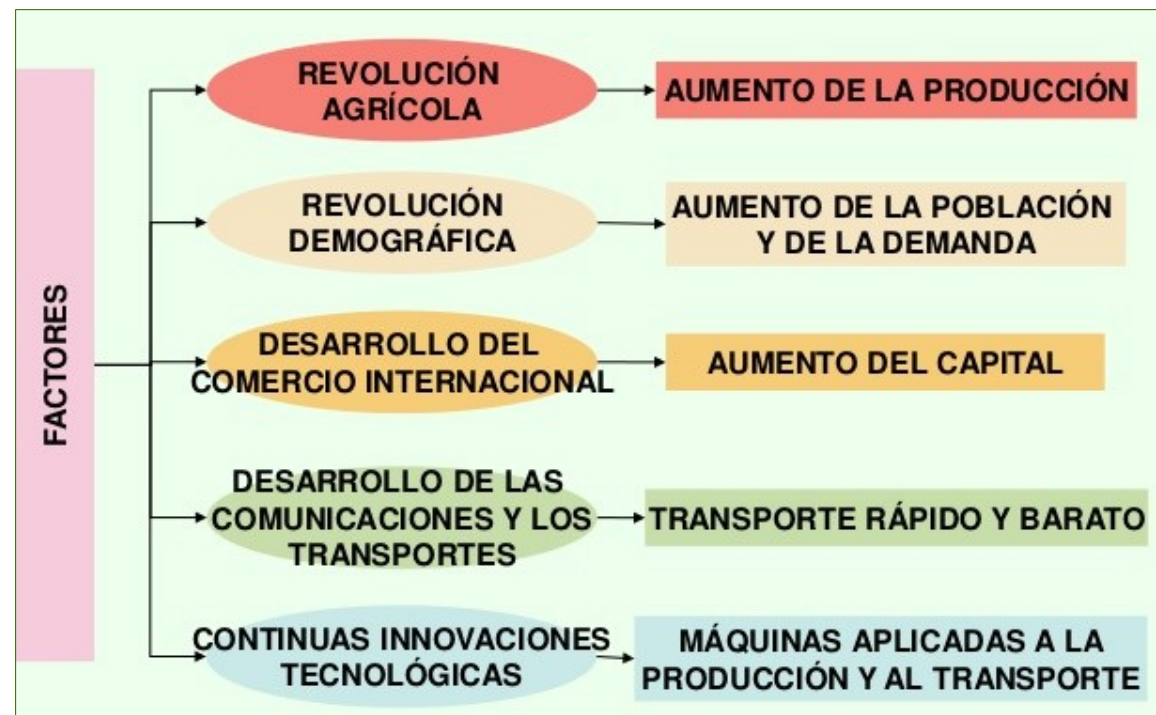 FACTORES
REVOLUCIÓN
AGRÍCOLA
AUMENTO DE LA PRODUCCIÓN
REVOLUCIÓN
DEMOGRÁFICA
AUMENTO DE LA POBLACIÓN
Y DE LA DEMANDA
DESARROLLO DEL
COMERCIO INTERNACIONAL
AUMENTO DEL CAPITAL
DESARROLLO DE LAS
COMUNICACIONES Y LOS
TRANSPORTES
TRANSPORTE RÁPIDO Y BARATO
CONTINUAS INNOVACIONES
TECNOLÓGICAS
MÁQUINAS APLICADAS A LA
PRODUCCIÓN Y AL TRANSPORTE